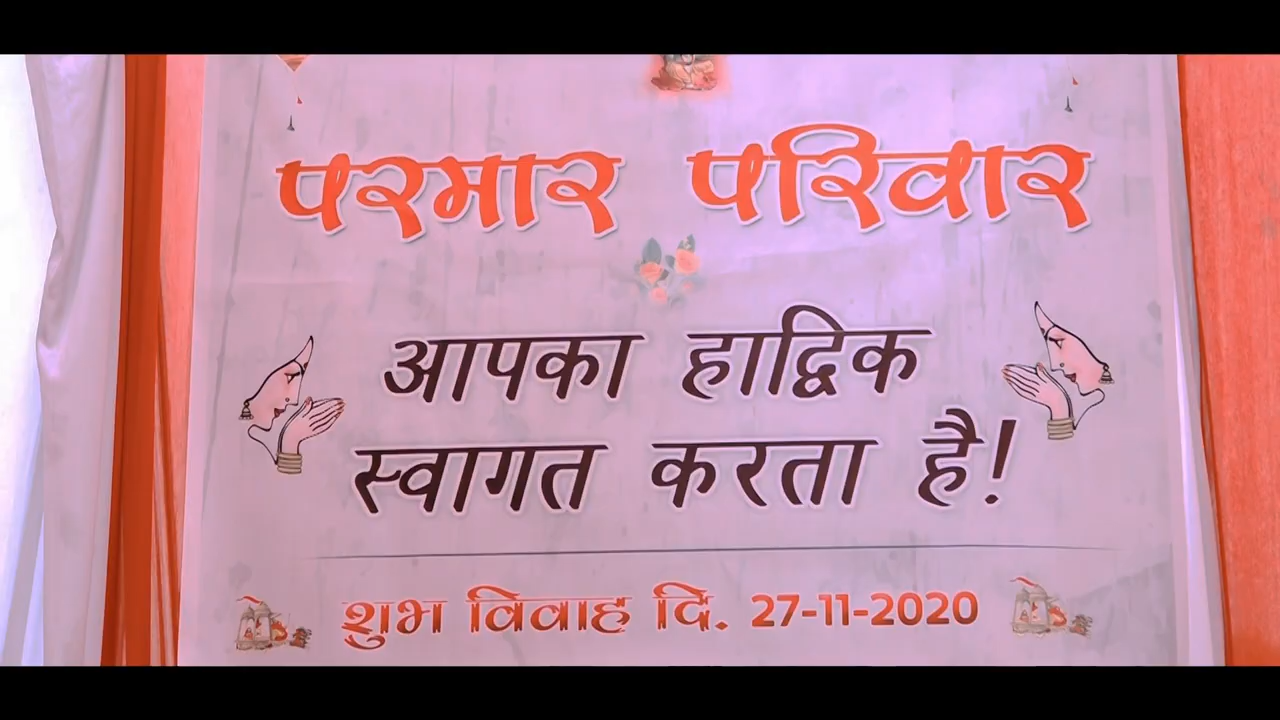 परमार परिवार
आपका हाद्विक
स्वागत करता है!
शुभ विवाह दि. 27-11-2020